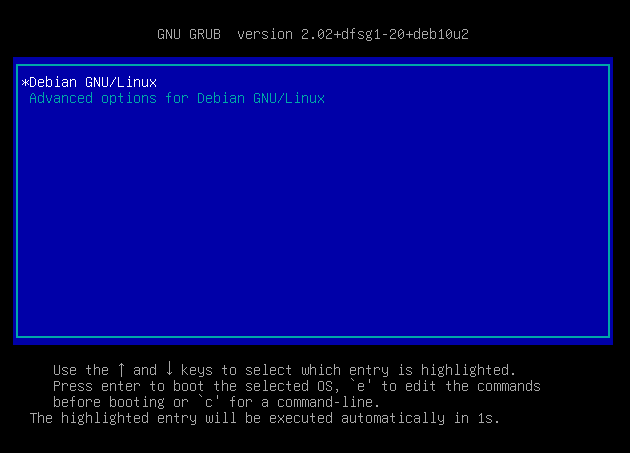 GNU GRUB  version 2.02+dfsg1-20+deb10u2
*Debian GNU/Linux
Advanced options for Debian GNU/Linux
Use the ↑ and ↓ keys to select which entry is highlighted.
Press enter to boot the selected OS, `e' to edit the commands
before booting or `c' for a command-line.
The highlighted entry will be executed automatically in 1s.